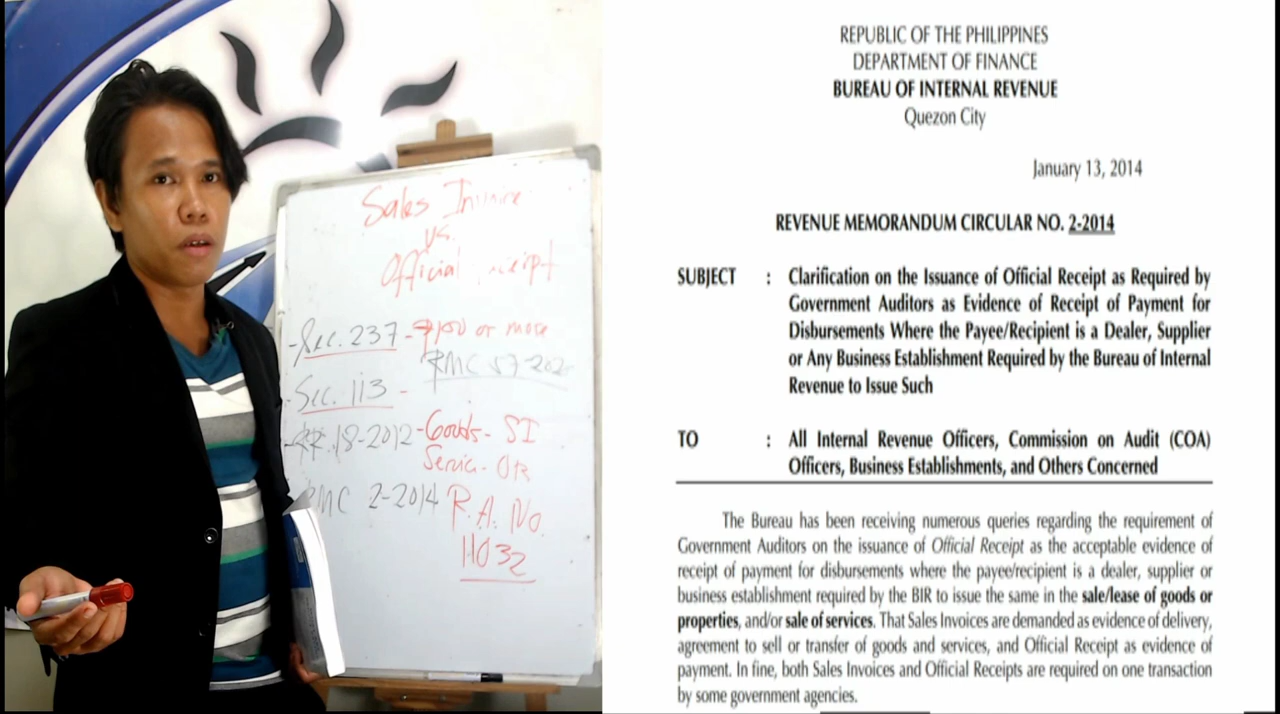 Sales Invoice
vs.
Official receipt
- Sec. 237 - ₱100 or more
RMC 57-202
- Sec. 113 -
- RR. 18-2012 - Goods - SI
Servic - OR
RMC 2-2014 R.A. No
11032
REPUBLIC OF THE PHILIPPINES
DEPARTMENT OF FINANCE
BUREAU OF INTERNAL REVENUE
Quezon City
January 13, 2014
REVENUE MEMORANDUM CIRCULAR NO. 2-2014
SUBJECT : Clarification on the Issuance of Official Receipt as Required by
Government Auditors as Evidence of Receipt of Payment for
Disbursements Where the Payee/Recipient is a Dealer, Supplier
or Any Business Establishment Required by the Bureau of Internal
Revenue to Issue Such
TO : All Internal Revenue Officers, Commission on Audit (COA)
Officers, Business Establishments, and Others Concerned
The Bureau has been receiving numerous queries regarding the requirement of
Government Auditors on the issuance of Official Receipt as the acceptable evidence of
receipt of payment for disbursements where the payee/recipient is a dealer, supplier or
business establishment required by the BIR to issue the same in the sale/lease of goods or
properties, and/or sale of services. That Sales Invoices are demanded as evidence of delivery,
agreement to sell or transfer of goods and services, and Official Receipt as evidence of
payment. In fine, both Sales Invoices and Official Receipts are required on one transaction
by some government agencies.